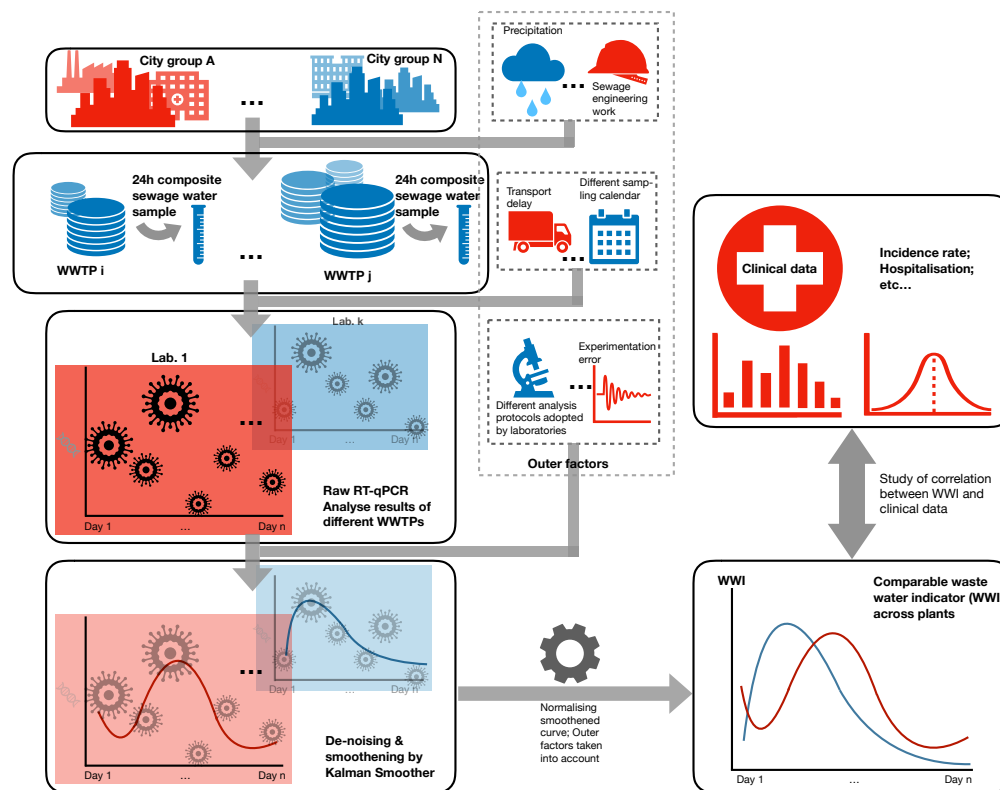 City group A
...
City group N
Precipitation
...
Sewage
engineering
work
24h composite
sewage water
sample
WWTP i
...
24h composite
sewage water
sample
WWTP j
Transport
delay
...
Different samp-
ling calendar
Lab. 1
Day 1
...
Day n
...
Lab. k
Day 1
...
Day n
Raw RT-qPCR
Analyse results of
different WWTPs
...
Experimentation
error
Different analysis
protocols adopted
by laboratories
Outer factors
Day 1
...
Day n
...
Day 1
...
Day n
De-noising &
smoothening by
Kalman Smoother
Normalising
smoothened
curve; Outer
factors taken
into account
Clinical data
Incidence rate;
Hospitalisation;
etc...
Study of correlation
between WWI and
clinical data
WWI
Comparable waste
water indicator (WWI
across plants
Day 1
...
Day n